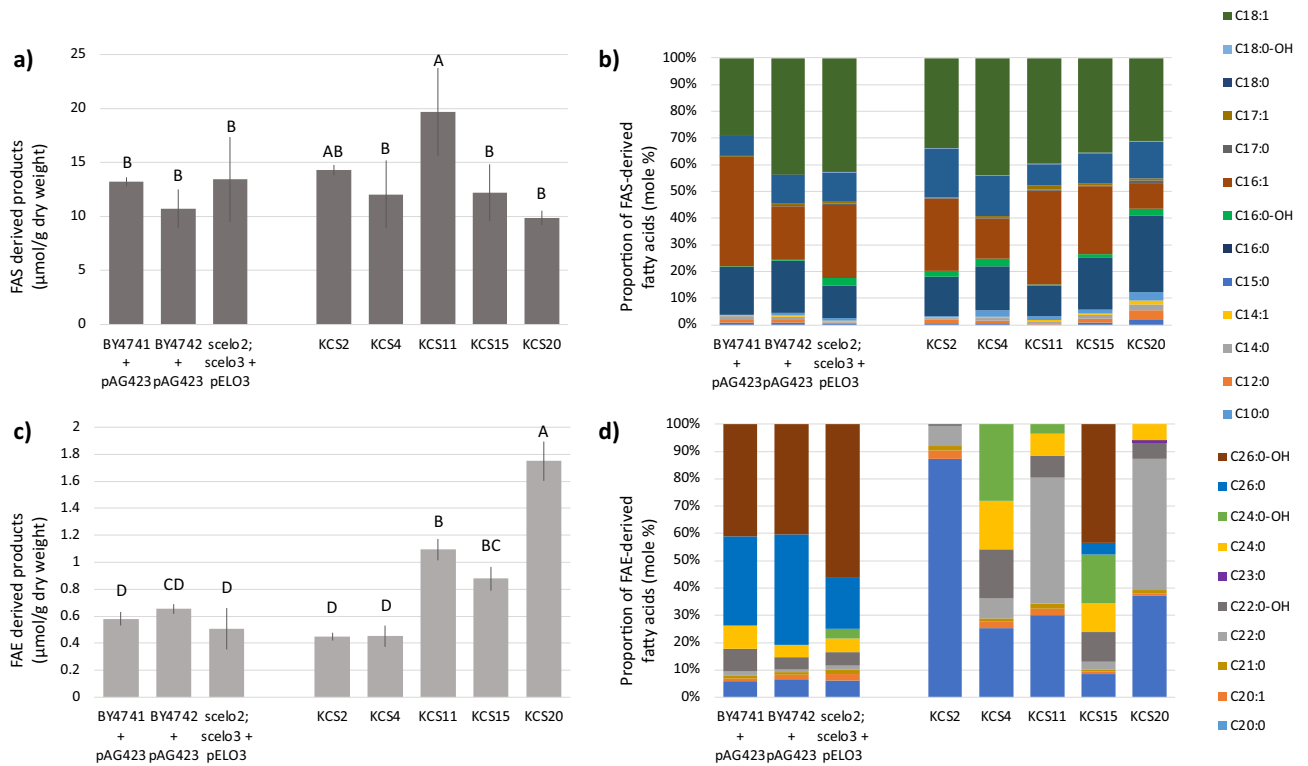 a)
FAS derived products
(µmol/g dry weight)
25
20
15
10
5
0
B
B
B
AB
B
A
B
B
BY4741
+
pAG423
BY4742
+
pAG423
scelo2;
scelo3 +
pELO3
KCS2
KCS4
KCS11
KCS15
KCS20
b)
Proportion of FAS-derived
fatty acids (mole %)
100%
90%
80%
70%
60%
50%
40%
30%
20%
10%
0%
BY4741
+
pAG423
BY4742
+
pAG423
scelo2;
scelo3 +
pELO3
KCS2
KCS4
KCS11
KCS15
KCS20
C18:1
C18:0-OH
C18:0
C17:1
C17:0
C16:1
C16:0-OH
C16:0
C15:0
C14:1
C14:0
C12:0
C10:0
c)
FAE derived products
(µmol/g dry weight)
2
1.8
1.6
1.4
1.2
1
0.8
0.6
0.4
0.2
0
D
CD
D
D
D
B
BC
A
BY4741
+
pAG423
BY4742
+
pAG423
scelo2;
scelo3 +
pELO3
KCS2
KCS4
KCS11
KCS15
KCS20
d)
Proportion of FAE-derived
fatty acids (mole %)
100%
90%
80%
70%
60%
50%
40%
30%
20%
10%
0%
BY4741
+
pAG423
BY4742
+
pAG423
scelo2;
scelo3 +
pELO3
KCS2
KCS4
KCS11
KCS15
KCS20
C26:0-OH
C26:0
C24:0-OH
C24:0
C23:0
C22:0-OH
C22:0
C21:0
C20:1
C20:0